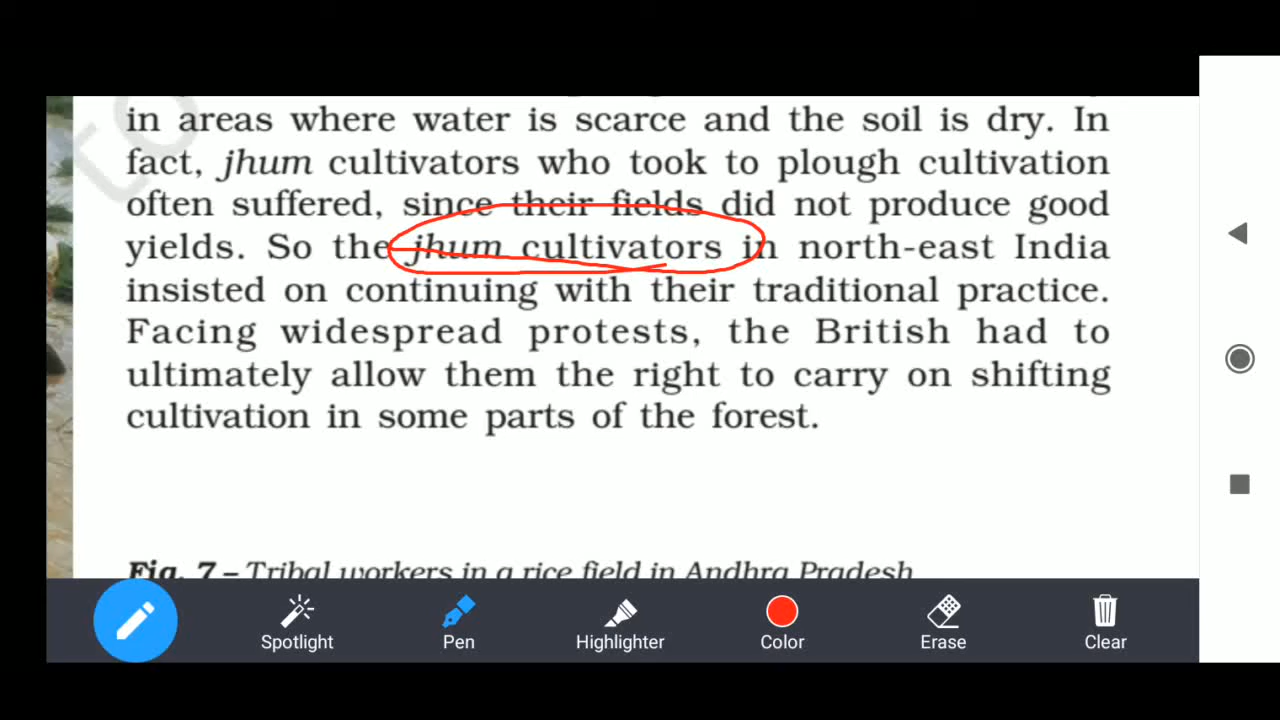 in areas where water is scarce and the soil is dry. In
fact, jhum cultivators who took to plough cultivation
often suffered, since their fields did not produce good
yields. So the jhum cultivators in north-east India
insisted on continuing with their traditional practice.
Facing widespread protests, the British had to
ultimately allow them the right to carry on shifting
cultivation in some parts of the forest.
Fig. 7 – Tribal workers in a rice field in Andhra Pradesh
Spotlight
Pen
Highlighter
Color
Erase
Clear